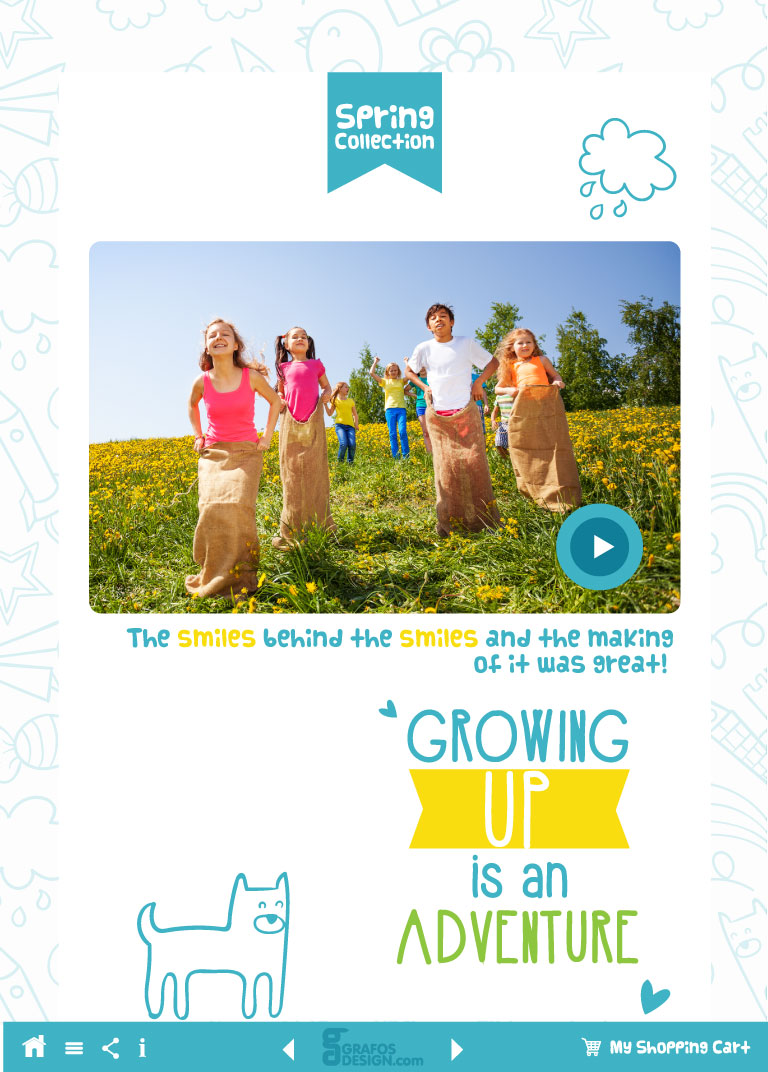 Spring
Collection
The smiles behind the smiles and the making
of it was great!
GROWING
UP
is an
ADVENTURE
GRAFOS
DESIGN.com
My Shopping Cart